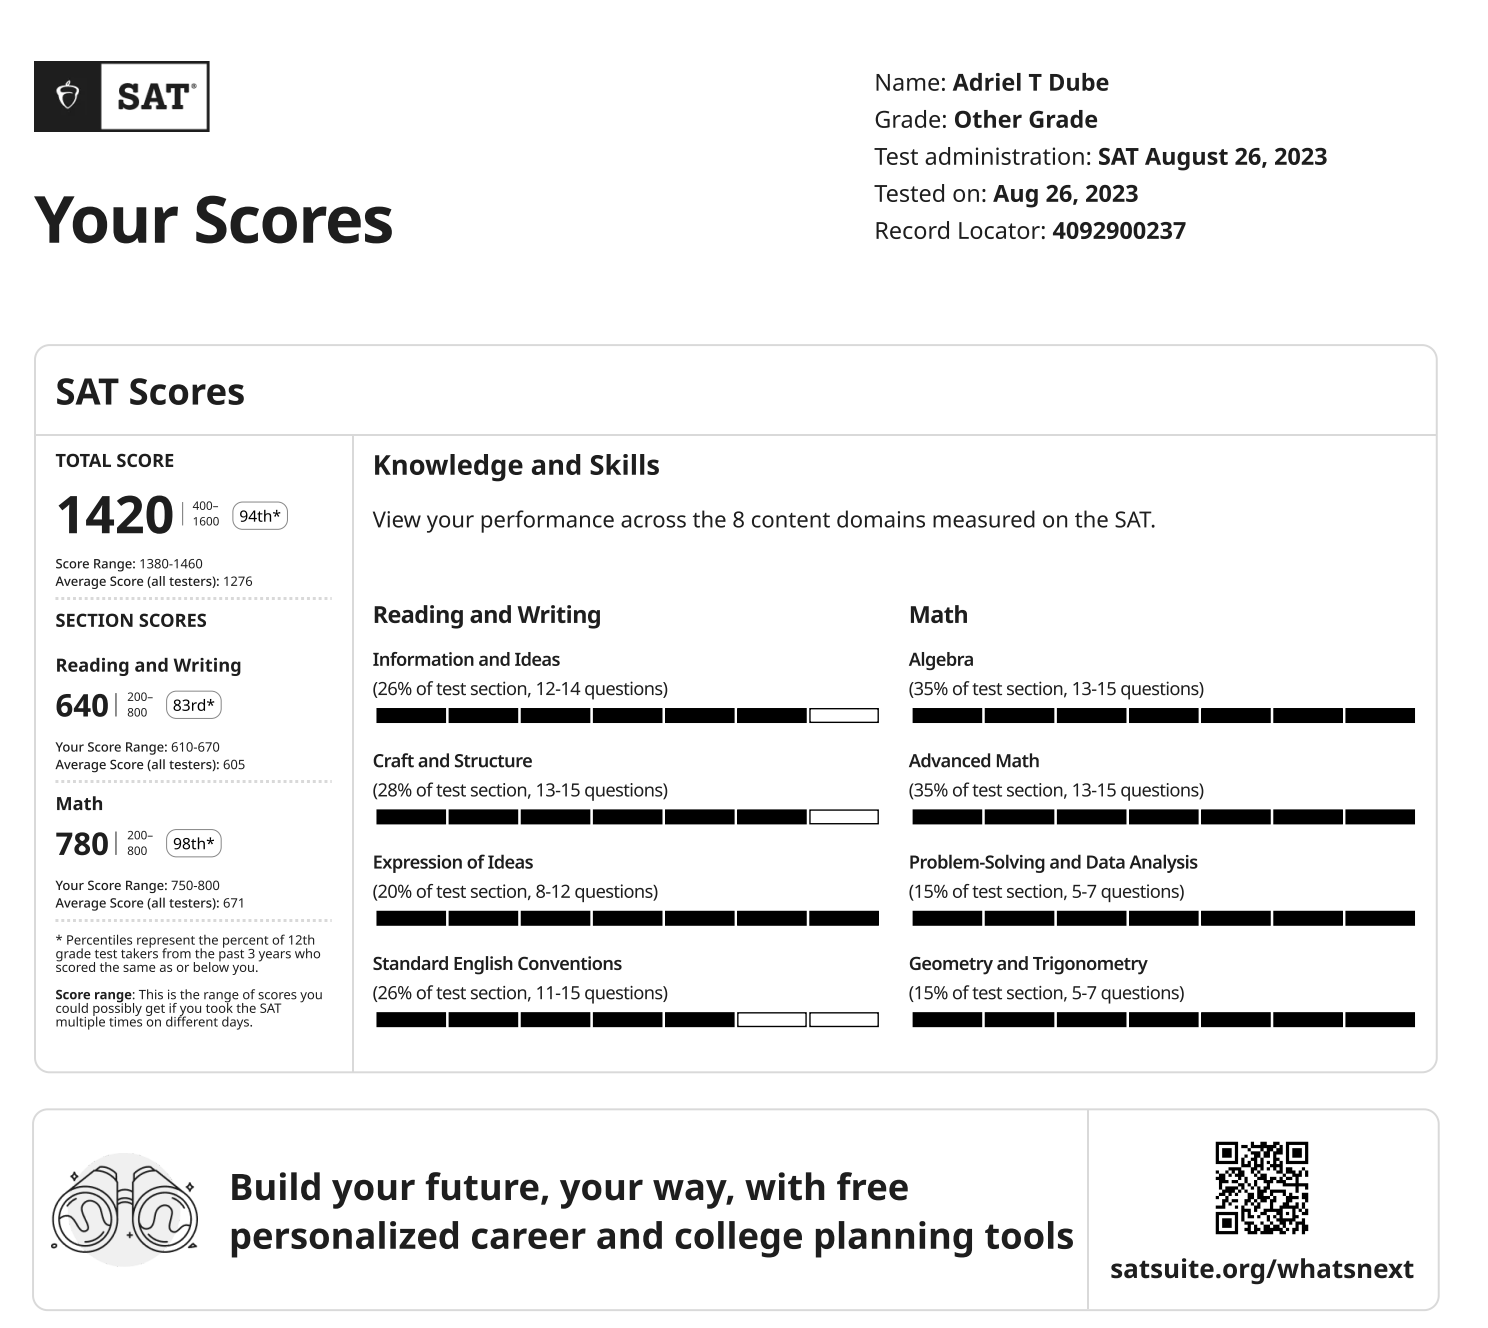 SAT®
Your Scores
Name: Adriel T Dube
Grade: Other Grade
Test administration: SAT August 26, 2023
Tested on: Aug 26, 2023
Record Locator: 4092900237
SAT Scores
TOTAL SCORE
1420
400–
1600
94th*
Score Range: 1380-1460
Average Score (all testers): 1276
SECTION SCORES
Reading and Writing
640
200–
800
83rd*
Your Score Range: 610-670
Average Score (all testers): 605
Math
780
200–
800
98th*
Your Score Range: 750-800
Average Score (all testers): 671
* Percentiles represent the percent of 12th
grade test takers from the past 3 years who
scored the same as or below you.
Score range: This is the range of scores you
could possibly get if you took the SAT
multiple times on different days.
Knowledge and Skills
View your performance across the 8 content domains measured on the SAT.
Reading and Writing
Information and Ideas
(26% of test section, 12-14 questions)
Craft and Structure
(28% of test section, 13-15 questions)
Expression of Ideas
(20% of test section, 8-12 questions)
Standard English Conventions
(26% of test section, 11-15 questions)
Math
Algebra
(35% of test section, 13-15 questions)
Advanced Math
(35% of test section, 13-15 questions)
Problem-Solving and Data Analysis
(15% of test section, 5-7 questions)
Geometry and Trigonometry
(15% of test section, 5-7 questions)
Build your future, your way, with free
personalized career and college planning tools
satsuite.org/whatsnext